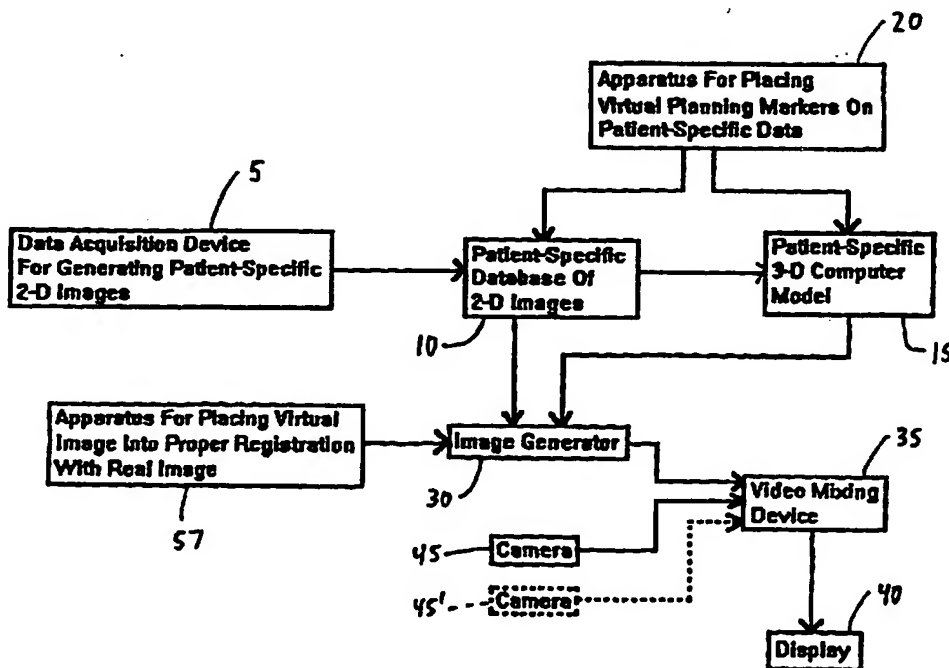 20
Apparatus For Placing
Virtual Planning Markers On
Patient-Specific Data
5
Data Acquisition Device
For Generating Patient-Specific
2-D Images
Patient-Specific
Database Of
2-D Images
Patient-Specific
3-D Computer
Model
10
15
Apparatus For Placing Virtual
Image Into Proper Registration
With Real Image
Image Generator
30
35
Video Mixing
Device
57
45
Camera
45'
Camera
40
Display